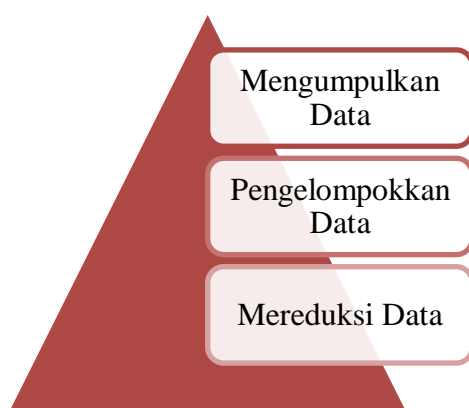 Mengumpulkan
Data
Pengelompokkan
Data
Mereduksi Data